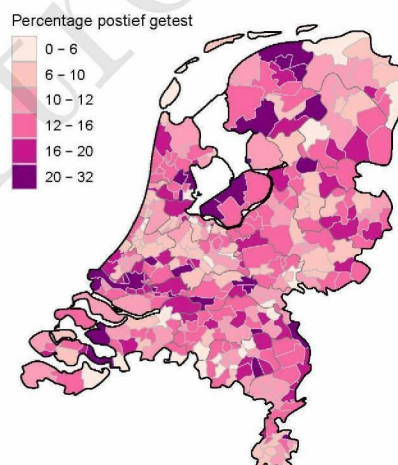 Percentage postief getest
0 – 6
6 – 10
10 – 12
12 – 16
16 – 20
20 – 32